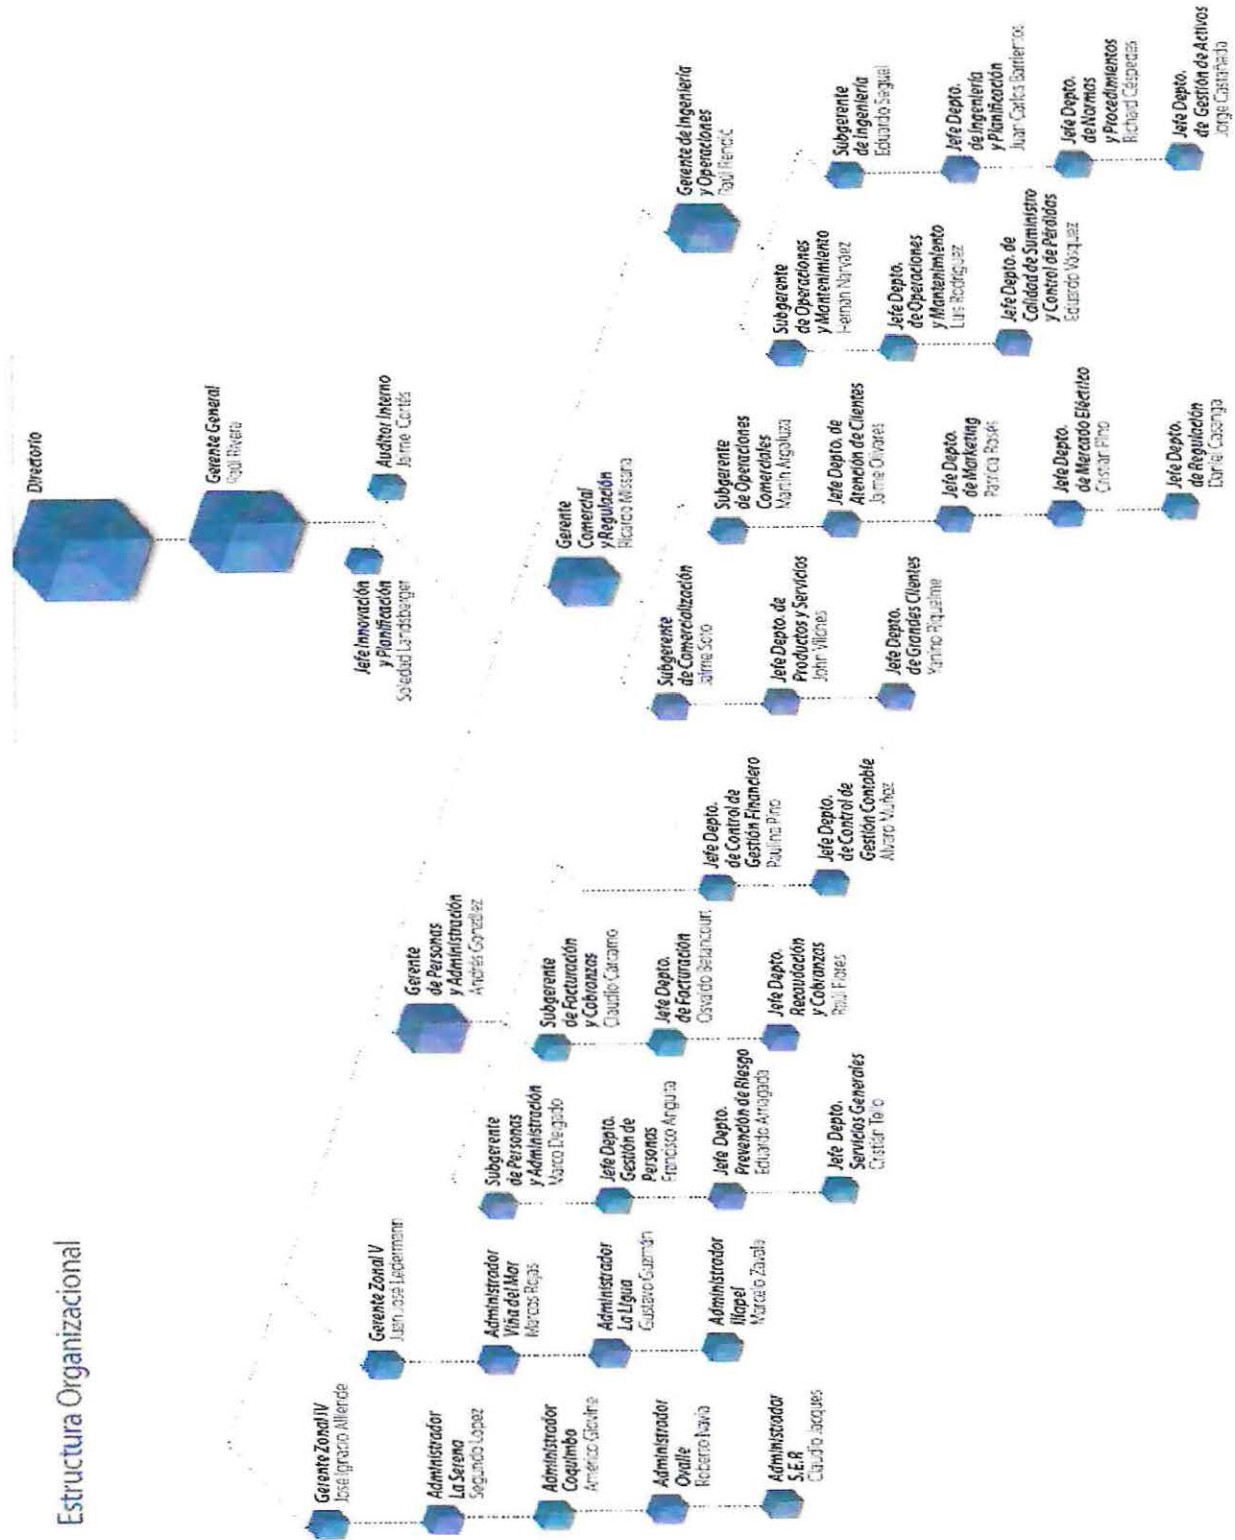 Estructura Organizacional
Directorio
Gerente General
Raúl Rivera
Jefe Innovación
y Planificación
Soledad Landsberger
Auditor Interno
Jaime Cortés
Gerente Zonal IV
José Ignacio Alliende
Administrador
La Serena
Segundo López
Administrador
Coquimbo
Américo Giovine
Administrador
Ovalle
Roberto Navia
Administrador
S.E.R
Claudio Jacques
Gerente Zonal V
Juan José Ledermann
Administrador
Viña del Mar
Marcos Rojas
Administrador
La Ligua
Gustavo Guzmán
Administrador
Illapel
Marcelo Zavala
Gerente
de Personas
y Administración
Andrés González
Subgerente
de Personas
y Administración
Marco Delgado
Jefe Depto.
Gestión de
Personas
Francisco Anguita
Jefe Depto.
Prevención de Riesgo
Eduardo Arriagada
Jefe Depto.
Servicios Generales
Cristián Tello
Subgerente
de Facturación
y Cobranzas
Claudio Cárcamo
Jefe Depto.
de Facturación
Osvaldo Betancourt
Jefe Depto.
Recaudación
y Cobranzas
Raúl Flores
Jefe Depto.
de Control de
Gestión Financiero
Paulina Pino
Jefe Depto.
de Control de
Gestión Contable
Alvaro Muñoz
Gerente
Comercial
y Regulación
Ricardo Missana
Subgerente
de Comercialización
Jaime Soto
Jefe Depto. de
Productos y Servicios
John Vilches
Jefe Depto.
de Grandes Clientes
Yanino Riquelme
Subgerente
de Operaciones
Comerciales
Martín Argaluza
Jefe Depto. de
Atención de Clientes
Jaime Olivares
Jefe Depto.
de Marketing
Patricia Rosés
Jefe Depto.
de Mercado Eléctrico
Cristián Pino
Jefe Depto.
de Regulación
Daniel Casanga
Gerente de Ingeniería
y Operaciones
Raúl Rendic
Subgerente
de Operaciones
y Mantenimiento
Hernán Narváez
Jefe Depto.
de Operaciones
y Mantenimiento
Luis Rodríguez
Jefe Depto. de
Calidad de Suministro
y Control de Pérdidas
Eduardo Vásquez
Subgerente
de Ingeniería
Eduardo Seguel
Jefe Depto.
de Ingeniería
y Planificación
Juan Carlos Barrientos
Jefe Depto.
de Normas
y Procedimientos
Richard Céspedes
Jefe Depto.
de Gestión de Activos
Jorge Castañeda